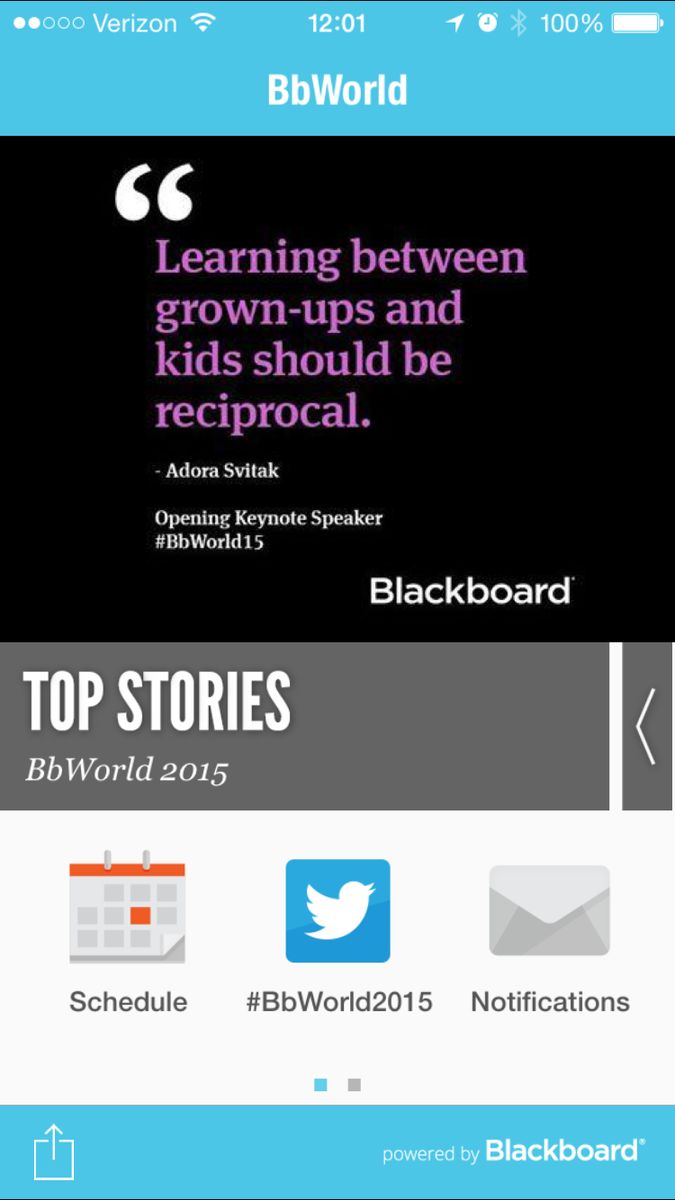 Verizon 12:01 100%
BbWorld
“
Learning between
grown-ups and
kids should be
reciprocal.
- Adora Svitak
Opening Keynote Speaker
#BbWorld15
Blackboard
TOP STORIES
BbWorld 2015
Schedule #BbWorld2015 Notifications
powered by Blackboard®